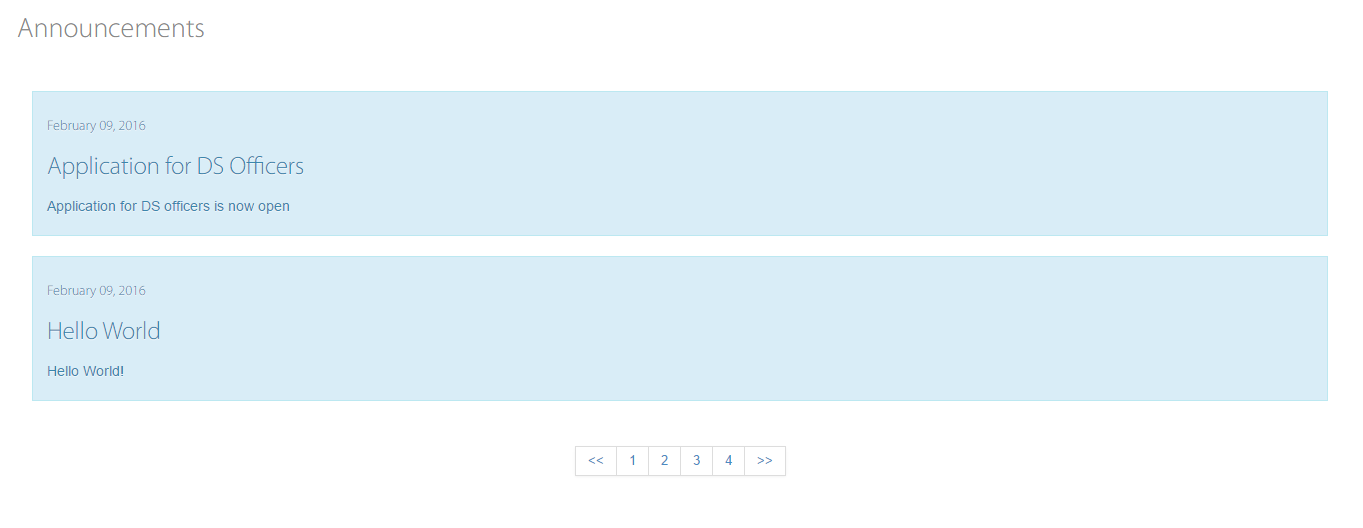 Announcements
February 09, 2016
Application for DS Officers
Application for DS officers is now open
February 09, 2016
Hello World
Hello World!
<< 1 2 3 4 >>